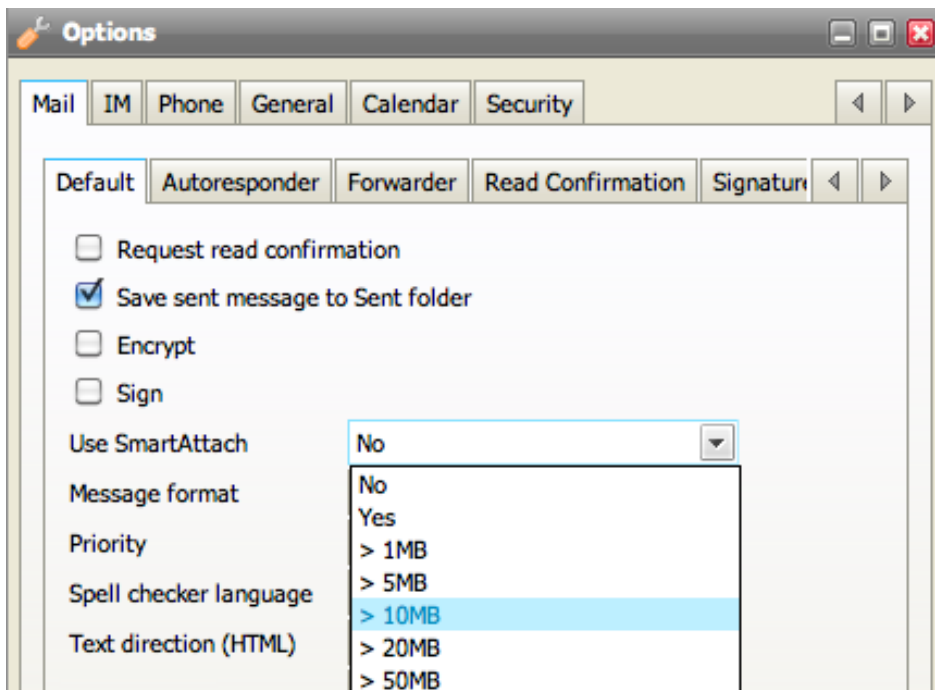 Options
Mail IM Phone General Calendar Security
Default Autoresponder Forwarder Read Confirmation Signature
Request read confirmation
Save sent message to Sent folder
Encrypt
Sign
Use SmartAttach No
Message format No
Yes
Priority > 1MB
> 5MB
Spell checker language > 10MB
Text direction (HTML) > 20MB
> 50MB